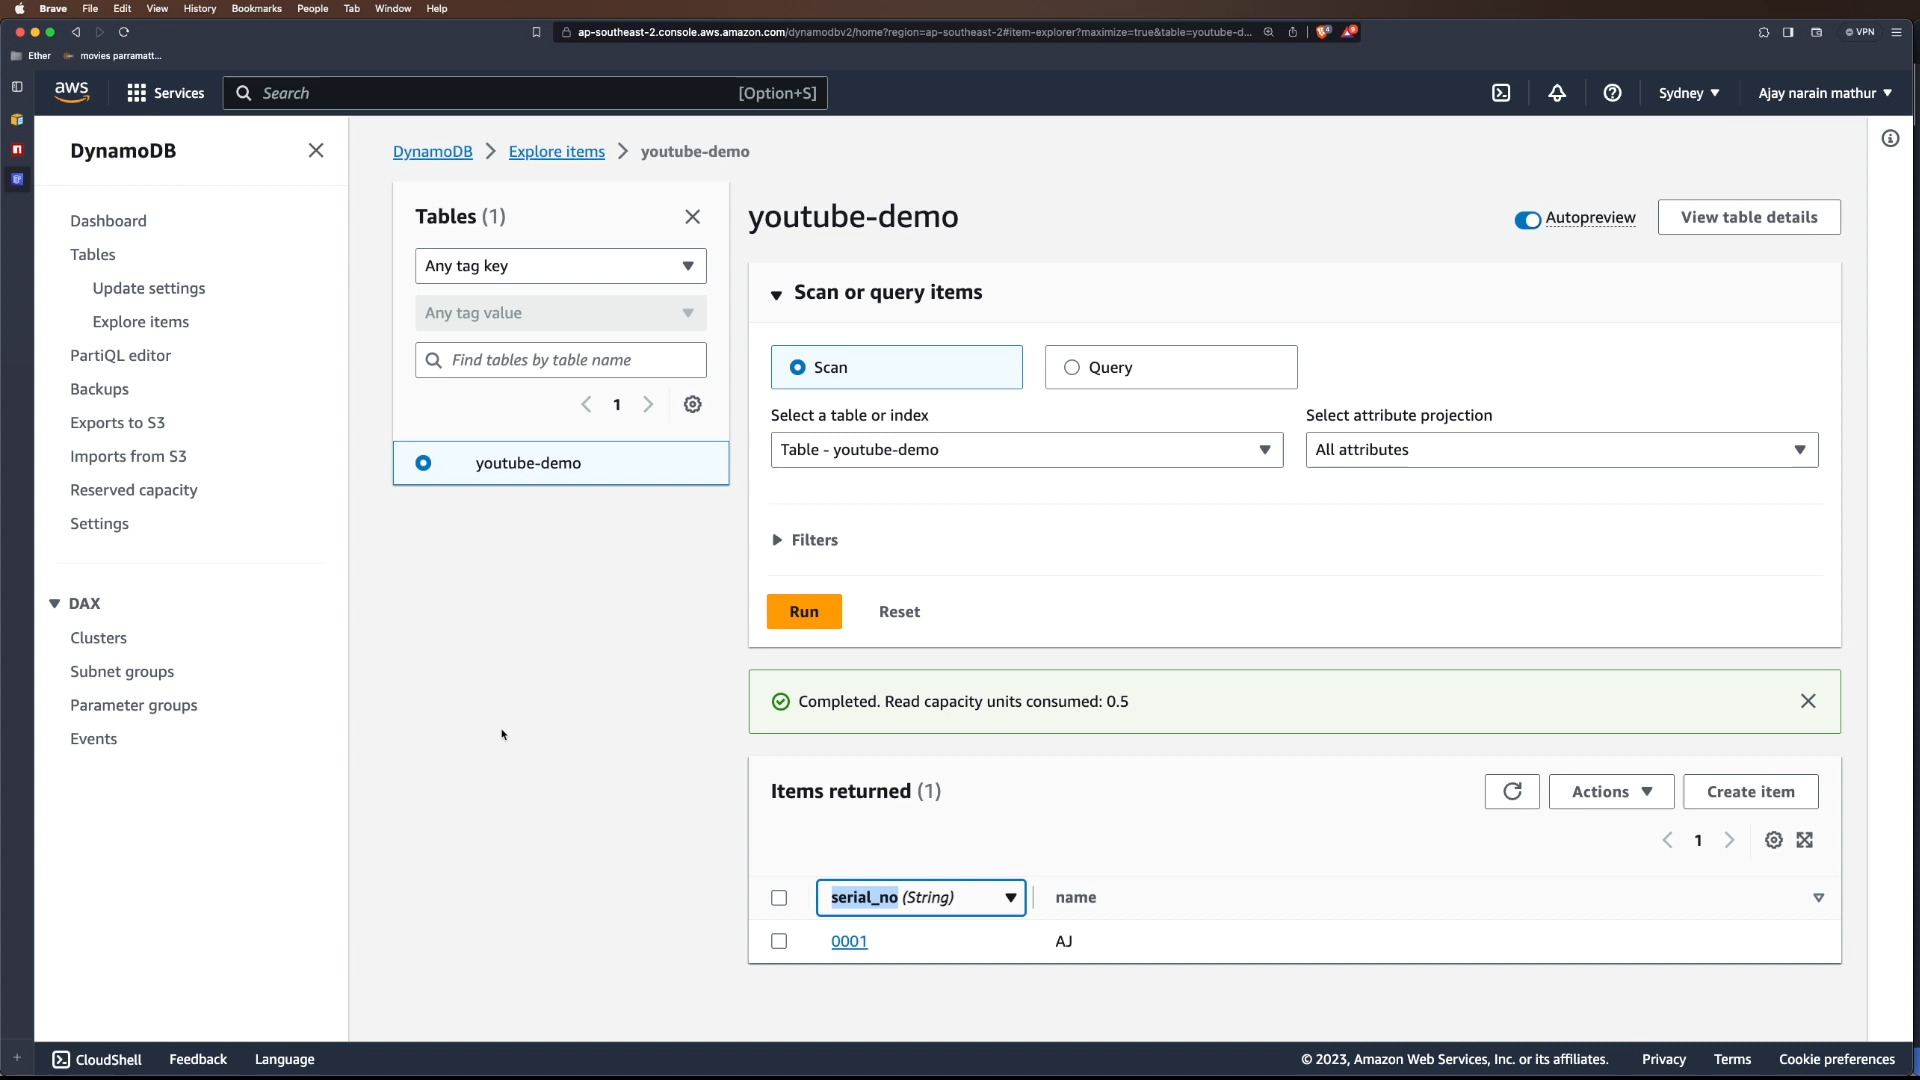 Brave File Edit View History Bookmarks People Tab Window Help
ap-southeast-2.console.aws.amazon.com/dynamodbv2/home?region=ap-southeast-2#item-explorer?maximize=true&table=youtube-d...
VPN
Ether movies parramatt...
aws Services Search [Option+S] Sydney Ajay narain mathur
DynamoDB
Dashboard
Tables
Update settings
Explore items
PartiQL editor
Backups
Exports to S3
Imports from S3
Reserved capacity
Settings
DAX
Clusters
Subnet groups
Parameter groups
Events
DynamoDB Explore items youtube-demo
Tables (1)
Any tag key
Any tag value
Find tables by table name
1
youtube-demo
youtube-demo
Autopreview
View table details
Scan or query items
Scan Query
Select a table or index Select attribute projection
Table - youtube-demo All attributes
Filters
Run Reset
Completed. Read capacity units consumed: 0.5
Items returned (1)
Actions Create item
1
serial_no (String) name
0001 AJ
CloudShell Feedback Language © 2023, Amazon Web Services, Inc. or its affiliates. Privacy Terms Cookie preferences